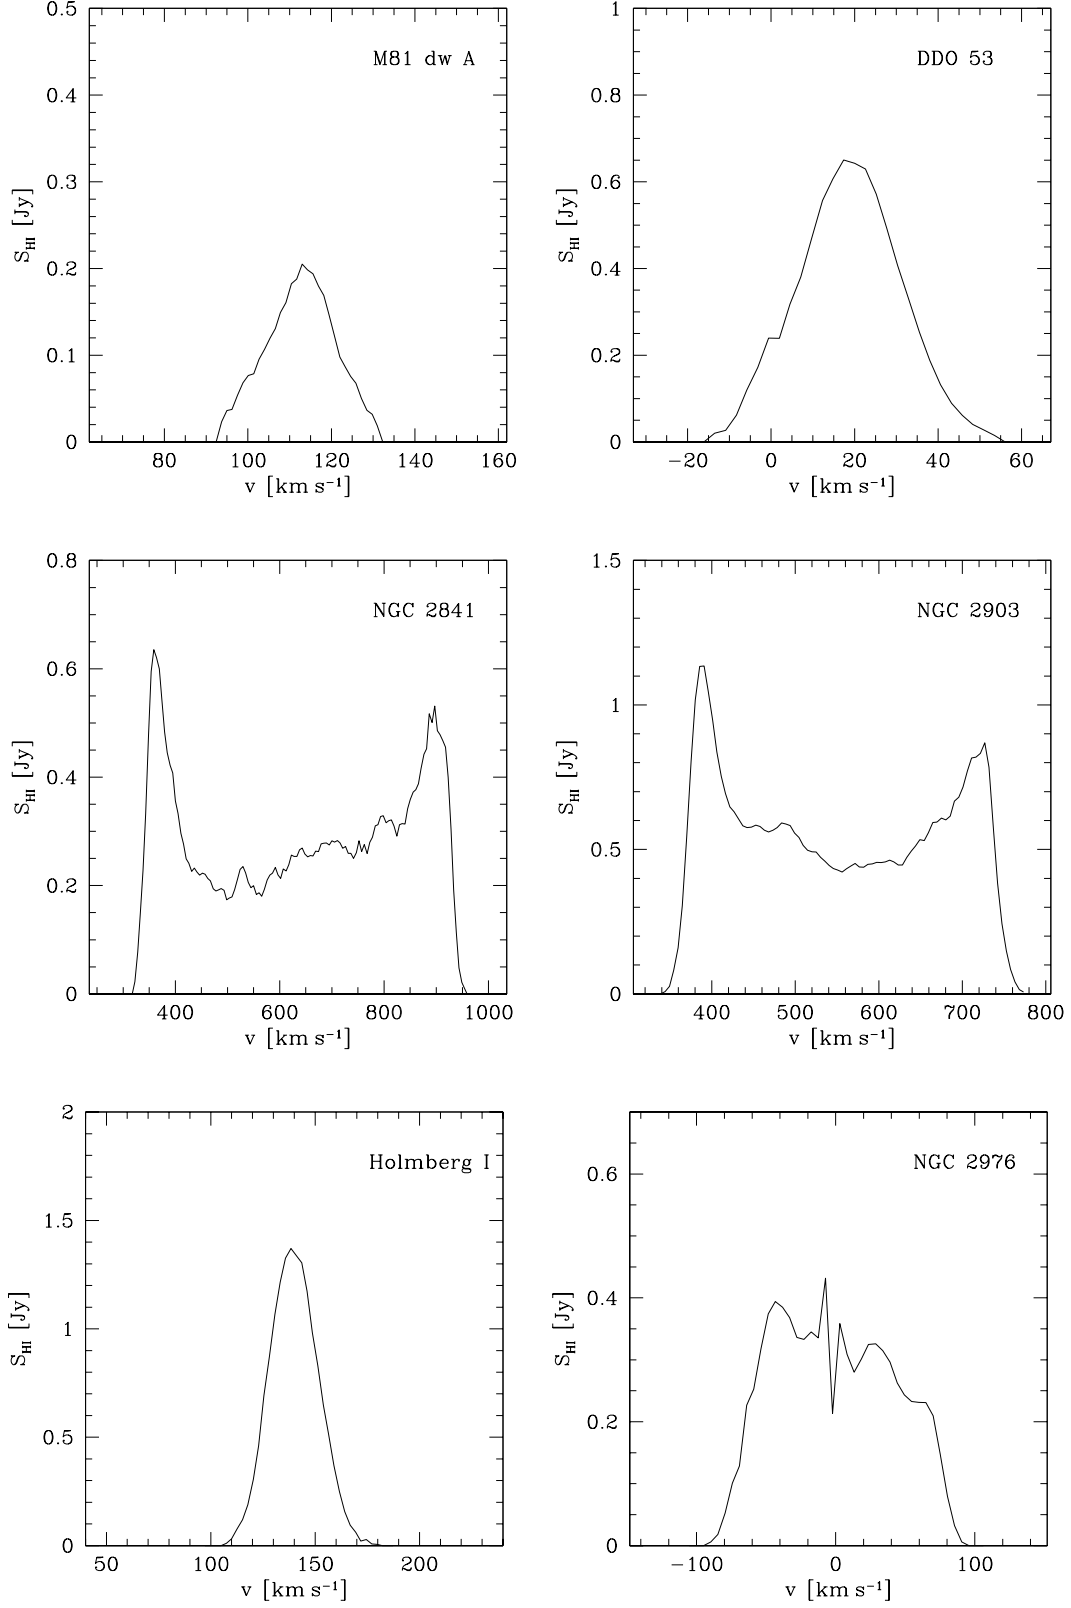 M81 dw A
0.5
0.4
0.3
0.2
0.1
0
S_HI [Jy]
80 100 120 140 160
v [km s⁻¹]
DDO 53
1
0.8
0.6
0.4
0.2
0
S_HI [Jy]
−20 0 20 40 60
v [km s⁻¹]
NGC 2841
0.8
0.6
0.4
0.2
0
S_HI [Jy]
400 600 800 1000
v [km s⁻¹]
NGC 2903
1.5
1
0.5
0
S_HI [Jy]
400 500 600 700 800
v [km s⁻¹]
Holmberg I
2
1.5
1
0.5
0
S_HI [Jy]
50 100 150 200
v [km s⁻¹]
NGC 2976
0.6
0.4
0.2
0
S_HI [Jy]
−100 0 100
v [km s⁻¹]